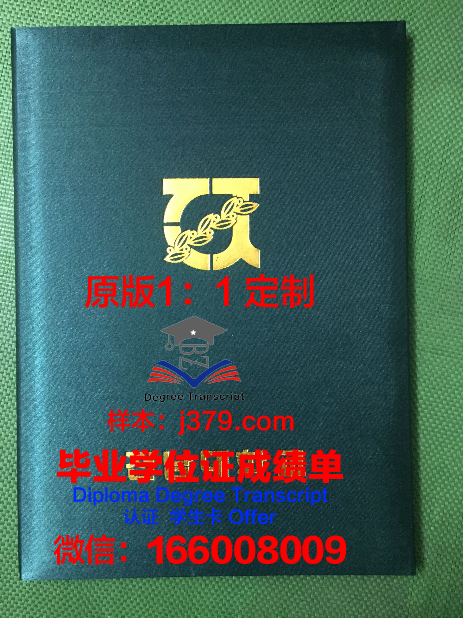 原版1：1定制
Degree Transcript
样本：j379.com
毕业学位证成绩单
Diploma Degree Transcript
认证 学生卡 Offer
微信：166008009